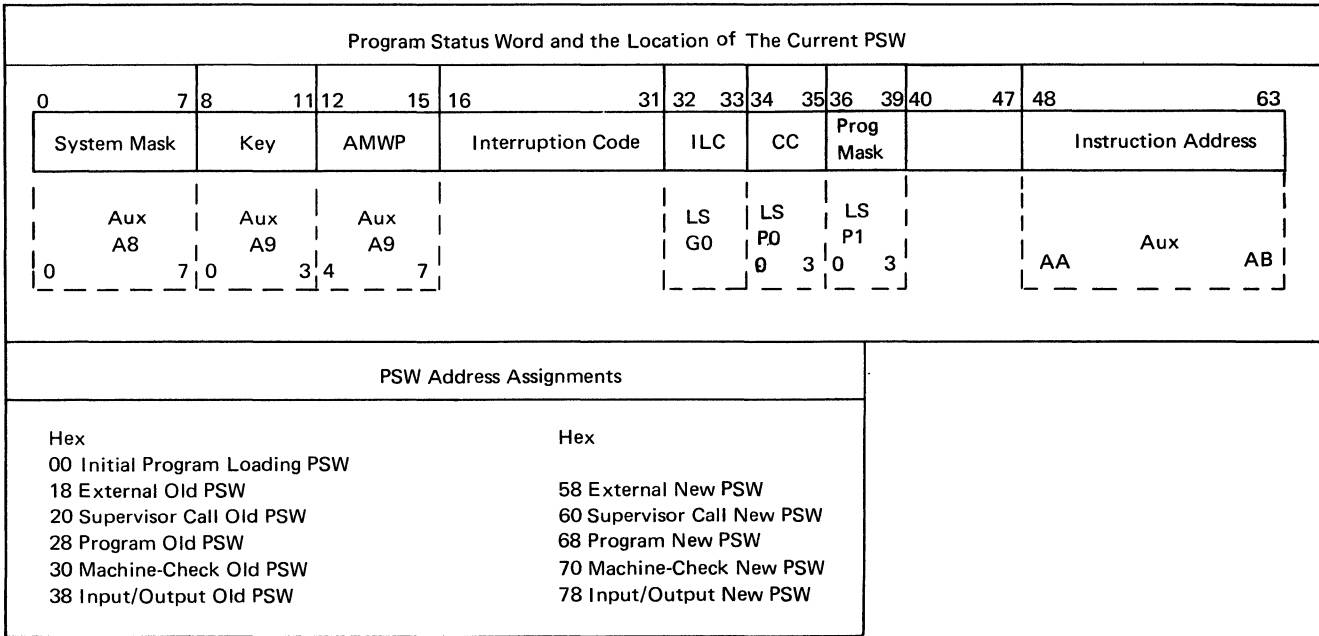 Program Status Word and the Location of The Current PSW
0 7 8 11 12 15 16 31 32 33 34 35 36 39 40 47 48 63
System Mask Key AMWP Interruption Code ILC CC Prog Mask Instruction Address
Aux A8 Aux A9 Aux A9 LS G0 LS P0 LS P1 Aux
0 7 0 3 4 7 0 3 0 3 AA AB
PSW Address Assignments
Hex Hex
00 Initial Program Loading PSW
18 External Old PSW 58 External New PSW
20 Supervisor Call Old PSW 60 Supervisor Call New PSW
28 Program Old PSW 68 Program New PSW
30 Machine-Check Old PSW 70 Machine-Check New PSW
38 Input/Output Old PSW 78 Input/Output New PSW